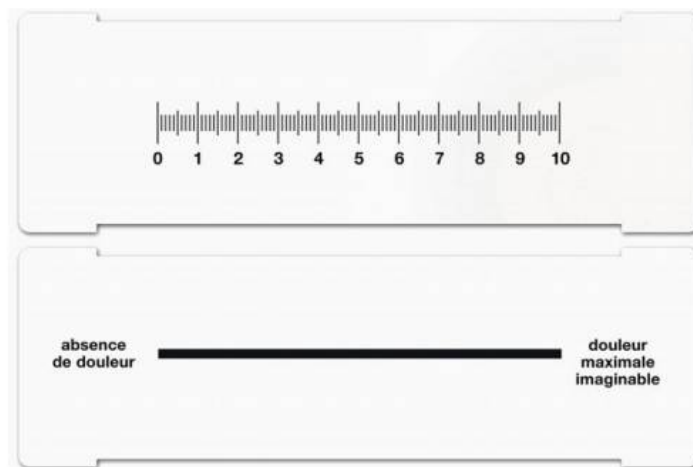 0 1 2 3 4 5 6 7 8 9 10
absence
de douleur
douleur
maximale
imaginable